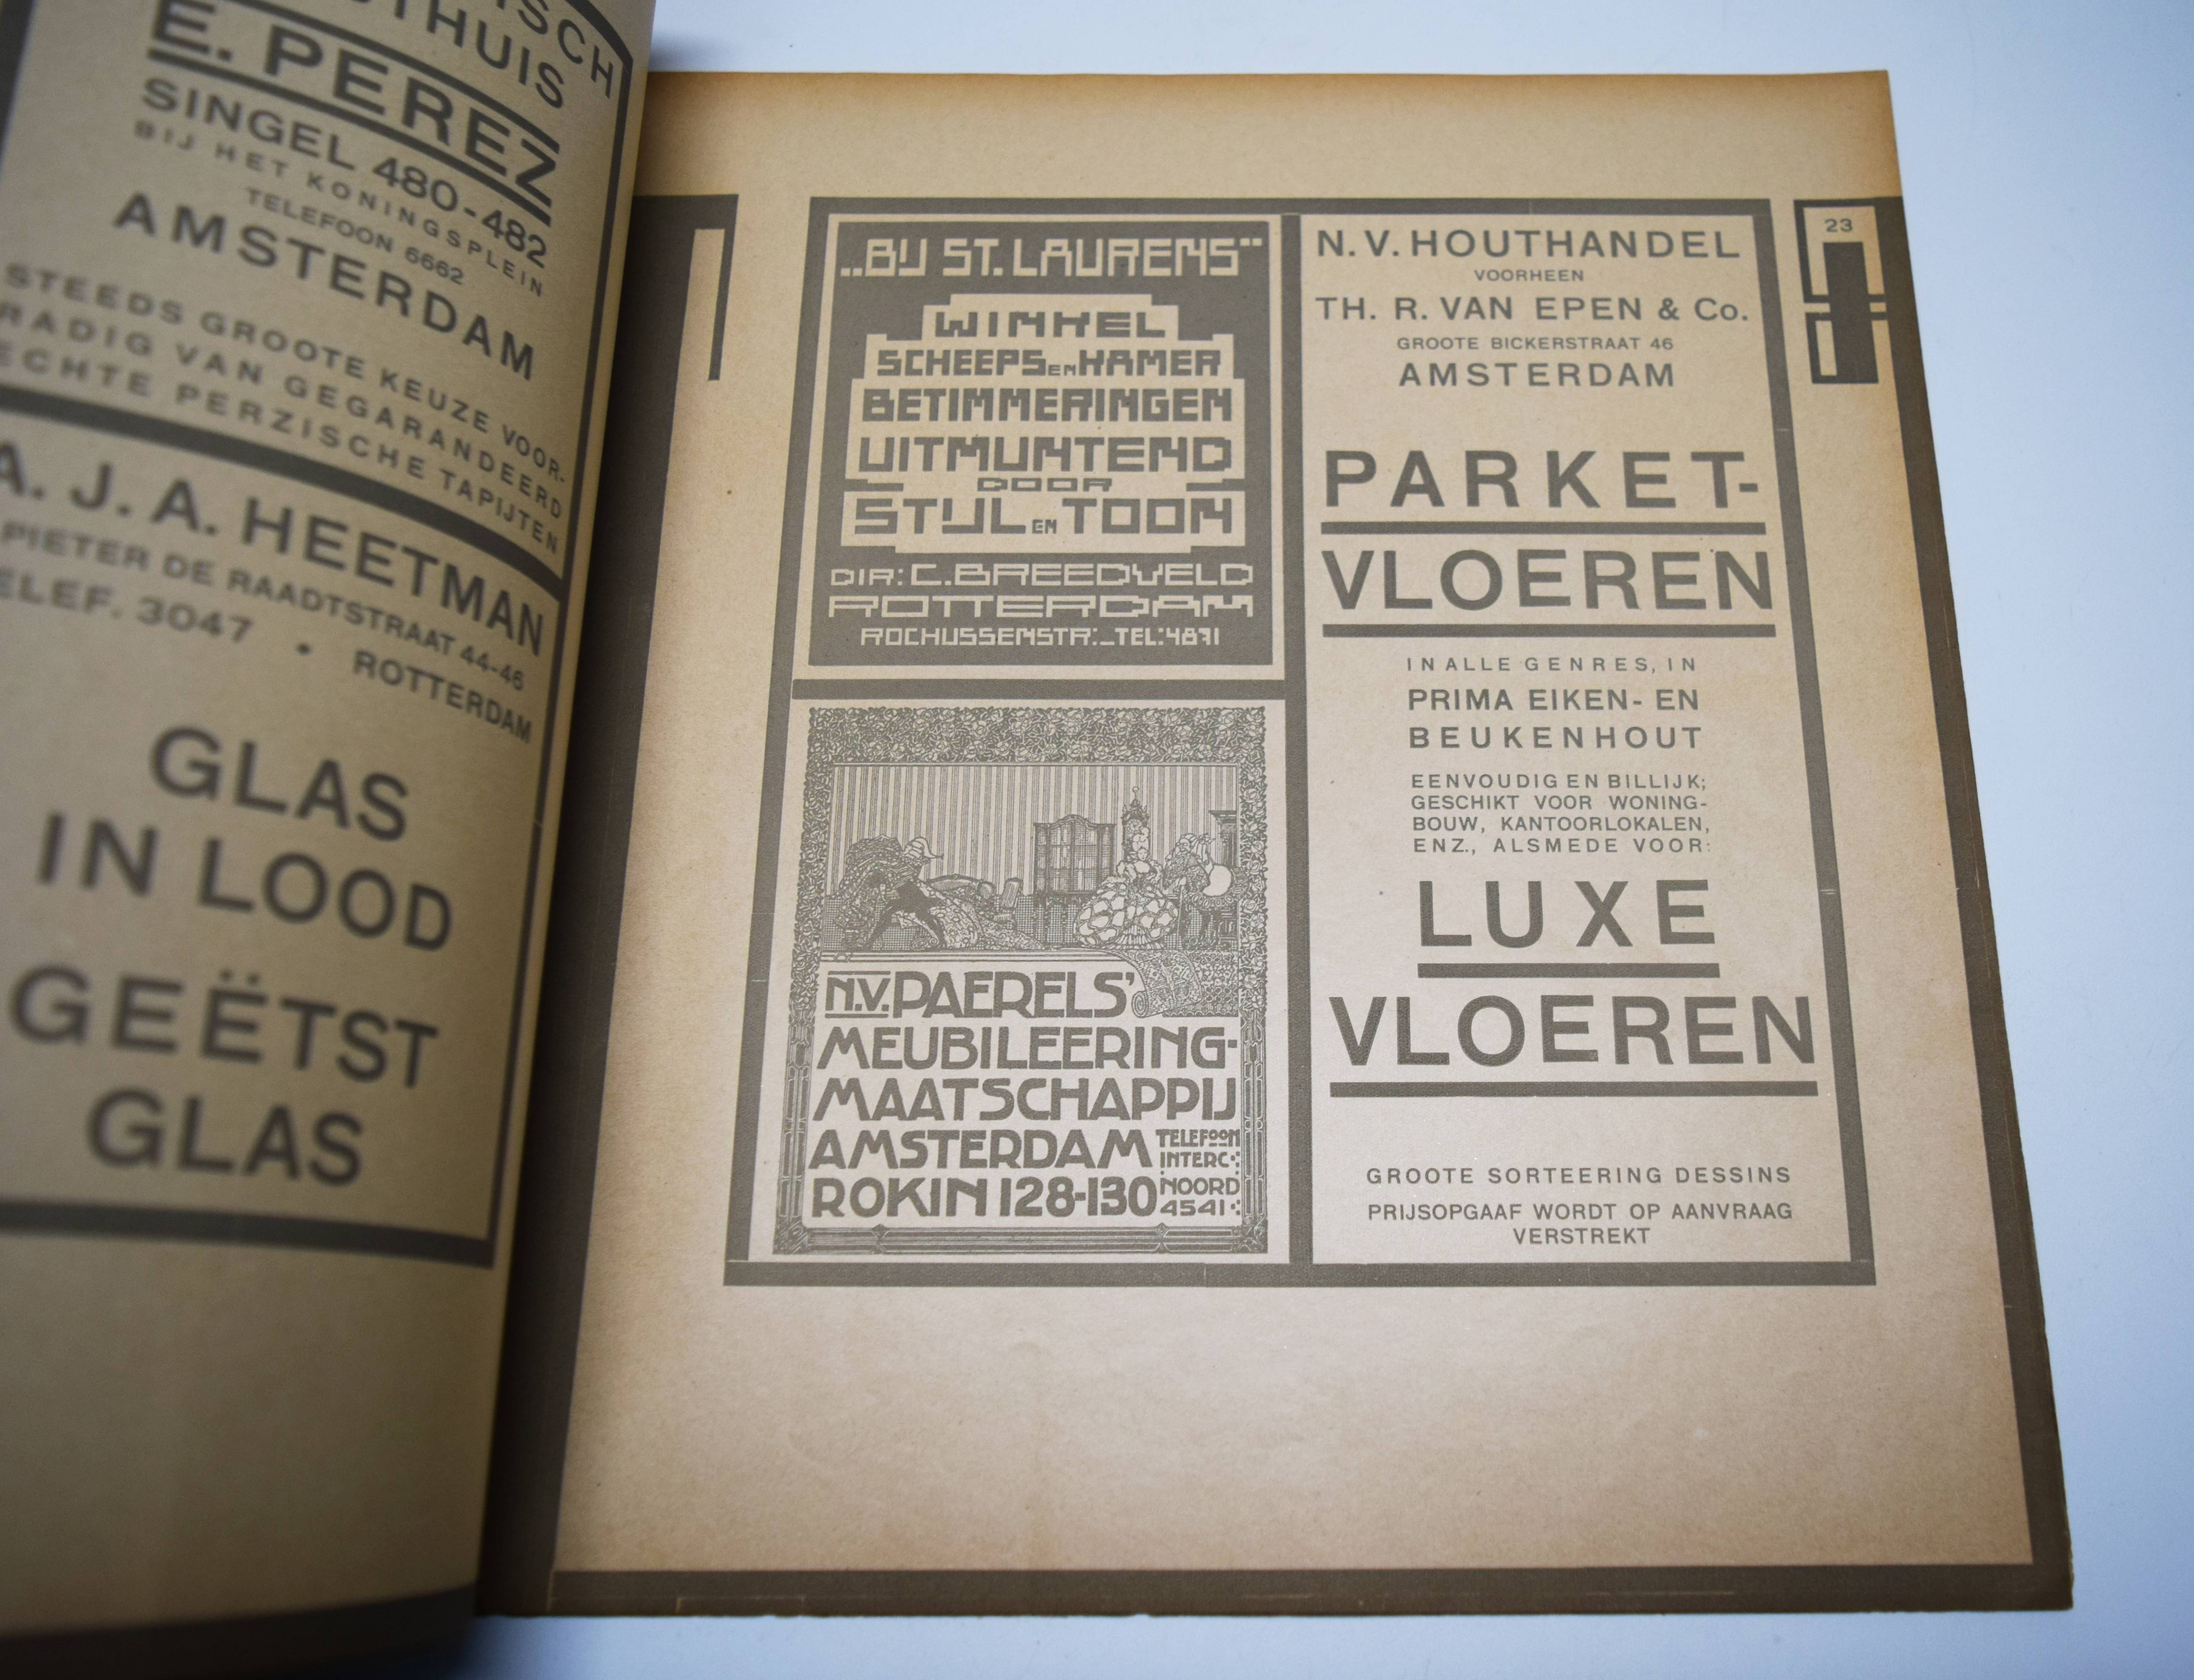 E. PEREZ
SINGEL 480-482
BIJ HET KONINGSPLEIN
TELEFOON 6662
AMSTERDAM
STEEDS GROOTE KEUZE VOOR-
RADIG VAN GEGARANDEERD
ECHTE PERZISCHE TAPIJTEN
A. J. A. HEETMAN
PIETER DE RAADTSTRAAT 44-46
TELEF. 3047 • ROTTERDAM
GLAS
IN LOOD
GEËTST
GLAS
„BIJ ST. LAURENS”
WINKEL
SCHEEPS EN KAMER
BETIMMERINGEN
UITMUNTEND
DOOR
STIJL EN TOON
DIR: C. BREEDVELD
ROTTERDAM
ROCHUSSENSTR: _ TEL: 4871
N.V. PAERELS’
MEUBILEERING-
MAATSCHAPPIJ
AMSTERDAM TELEFOON INTERC:
ROKIN 128-130 NOORD 4541:
N.V. HOUTHANDEL
VOORHEEN
TH. R. VAN EPEN & Co.
GROOTE BICKERSTRAAT 46
AMSTERDAM
PARKET-
VLOEREN
IN ALLE GENRES, IN
PRIMA EIKEN- EN
BEUKENHOUT
EENVOUDIG EN BILLIJK;
GESCHIKT VOOR WONING-
BOUW, KANTOORLOKALEN,
ENZ., ALSMEDE VOOR:
LUXE
VLOEREN
GROOTE SORTEERING DESSINS
PRIJSOPGAAF WORDT OP AANVRAAG
VERSTREKT
23